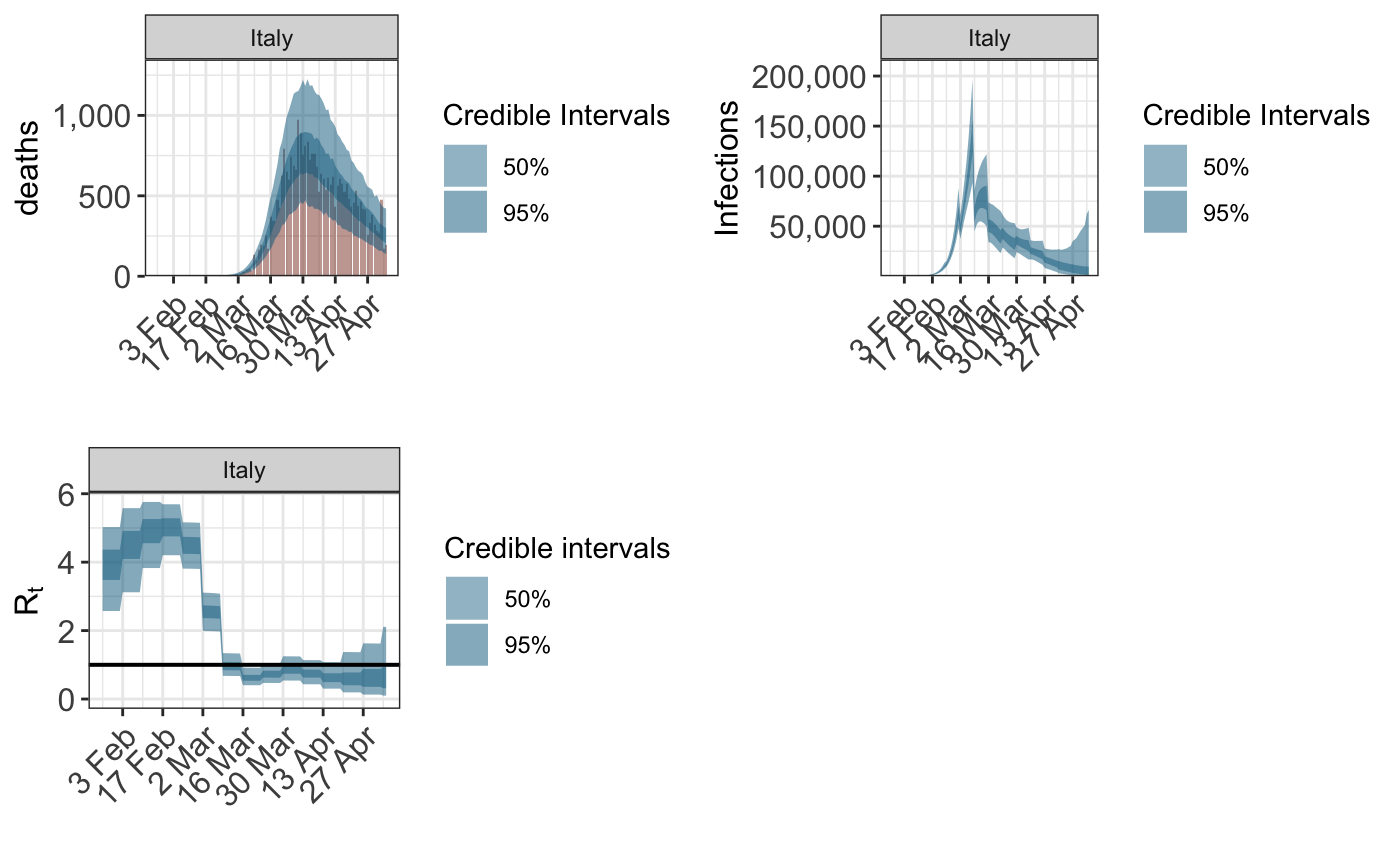 Italy
deaths
1,000
500
0
3 Feb
17 Feb
2 Mar
16 Mar
30 Mar
13 Apr
27 Apr
Credible Intervals
50%
95%
Italy
Infections
200,000
150,000
100,000
50,000
3 Feb
17 Feb
2 Mar
16 Mar
30 Mar
13 Apr
27 Apr
Credible Intervals
50%
95%
Italy
Rt
6
4
2
0
3 Feb
17 Feb
2 Mar
16 Mar
30 Mar
13 Apr
27 Apr
Credible intervals
50%
95%